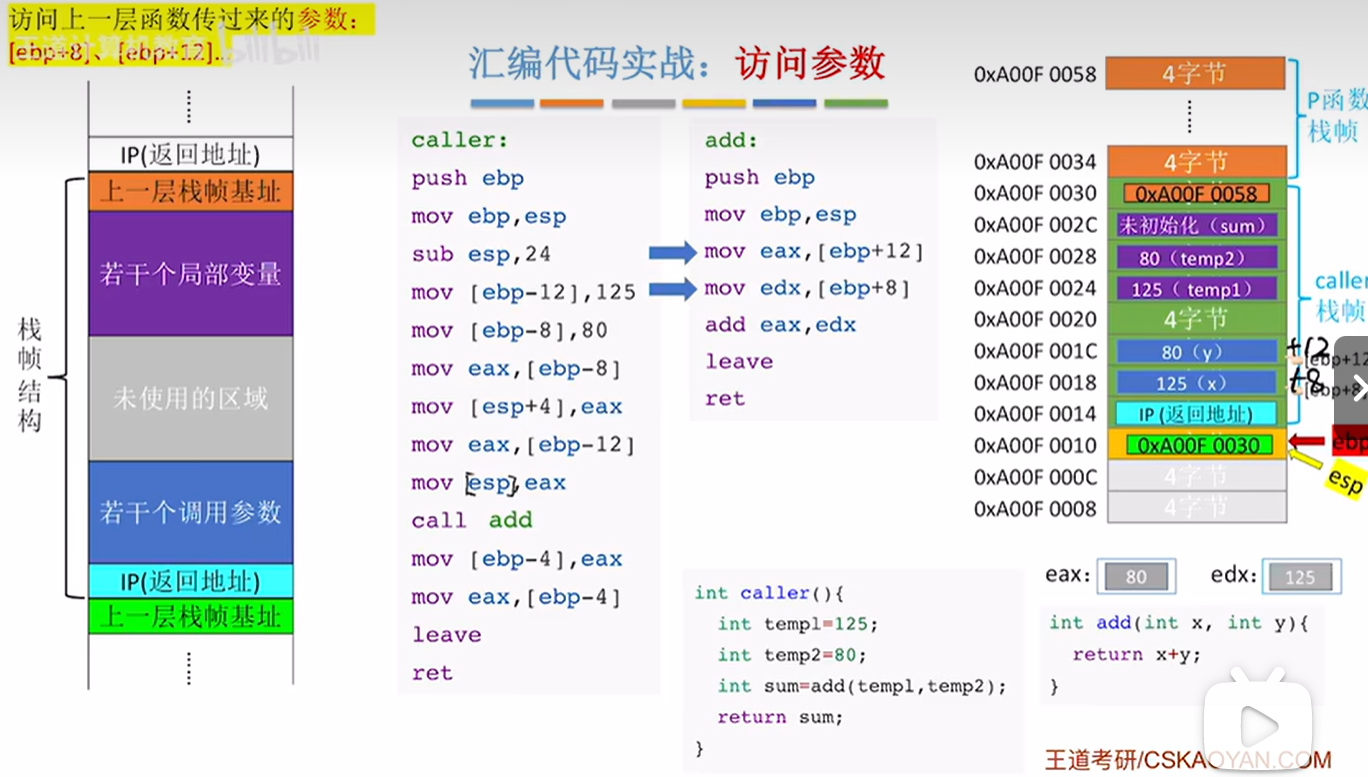 访问上一层函数传过来的参数：
[ebp+8]、[ebp+12]...
汇编代码实战：访问参数
IP(返回地址)
上一层栈帧基址
若干个局部变量
未使用的区域
若干个调用参数
IP(返回地址)
上一层栈帧基址
栈帧结构
caller:
push ebp
mov ebp,esp
sub esp,24
mov [ebp-12],125
mov [ebp-8],80
mov eax,[ebp-8]
mov [esp+4],eax
mov eax,[ebp-12]
mov [esp],eax
call add
mov [ebp-4],eax
mov eax,[ebp-4]
leave
ret
add:
push ebp
mov ebp,esp
mov eax,[ebp+12]
mov edx,[ebp+8]
add eax,edx
leave
ret
int caller(){
int temp1=125;
int temp2=80;
int sum=add(temp1,temp2);
return sum;
}
0xA00F 0058 4字节
0xA00F 0034 4字节
0xA00F 0030 0xA00F 0058
0xA00F 002C 未初始化（sum）
0xA00F 0028 80（temp2）
0xA00F 0024 125（temp1）
0xA00F 0020 4字节
0xA00F 001C 80（y） +12 [ebp+12
0xA00F 0018 125（x） +8 [ebp+8
0xA00F 0014 IP (返回地址)
0xA00F 0010 0xA00F 0030 ebp
0xA00F 000C 4字节 esp
0xA00F 0008 4字节
P函数
栈帧
caller
栈帧
eax: 80 edx: 125
int add(int x, int y){
return x+y;
}
王道考研/CSKAOYAN.COM